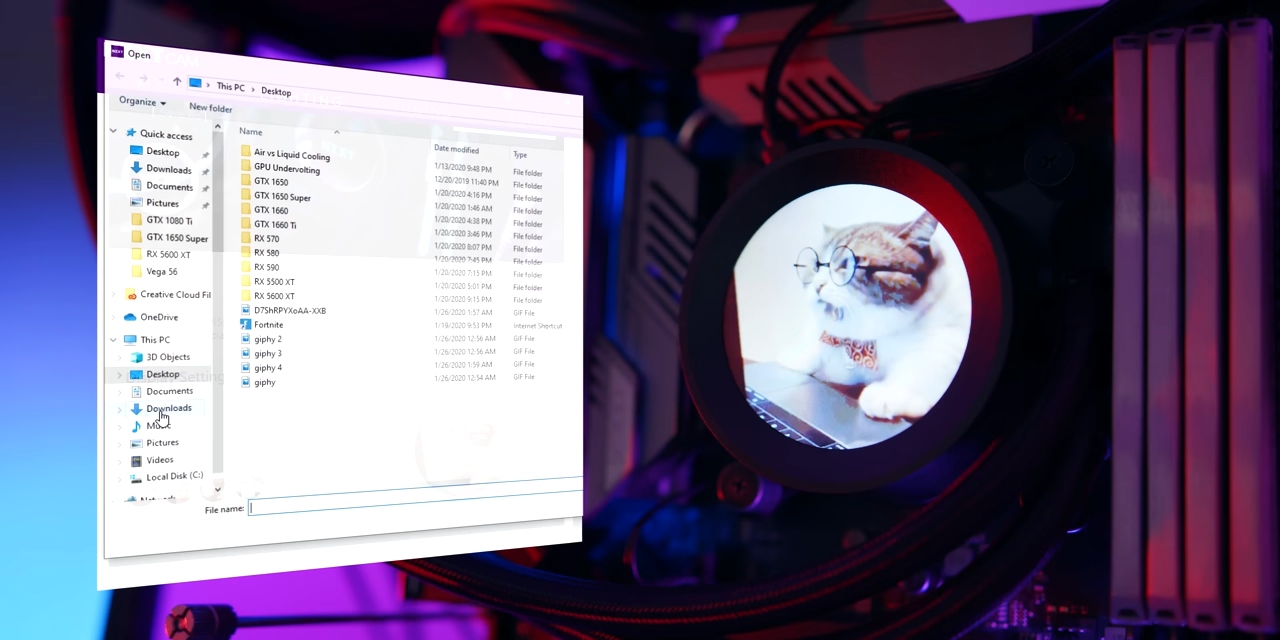 NZXT Open CAM
This PC > Desktop
Organize
New folder
Name
Date modified
Type
Quick access
Desktop
Downloads
Documents
Pictures
GTX 1080 Ti
GTX 1650 Super
RX 5600 XT
Vega 56
Creative Cloud Fil
OneDrive
This PC
3D Objects
Desktop
Documents
Downloads
Pictures
Videos
Local Disk (C:)
Air vs Liquid Cooling 1/13/2020 9:48 PM File folder
GPU Undervolting 12/20/2019 11:40 PM File folder
GTX 1650 1/20/2020 4:16 PM File folder
GTX 1650 Super 1/20/2020 1:46 AM File folder
GTX 1660 1/20/2020 4:38 PM File folder
GTX 1660 Ti 1/20/2020 3:46 PM File folder
RX 570 1/20/2020 8:07 PM File folder
RX 580 1/20/2020 7:45 PM File folder
RX 590 1/20/2020 7:15 PM File folder
RX 5500 XT 1/20/2020 5:01 PM File folder
RX 5600 XT 1/20/2020 9:15 PM File folder
D7ShRPYXoAA-XXB 1/26/2020 1:57 AM GIF File
Fortnite 1/19/2020 9:53 PM Internet Shortcut
giphy 2 1/26/2020 12:56 AM GIF File
giphy 3 1/26/2020 12:56 AM GIF File
giphy 4 1/26/2020 1:59 AM GIF File
giphy 1/26/2020 12:54 AM GIF File
File name: